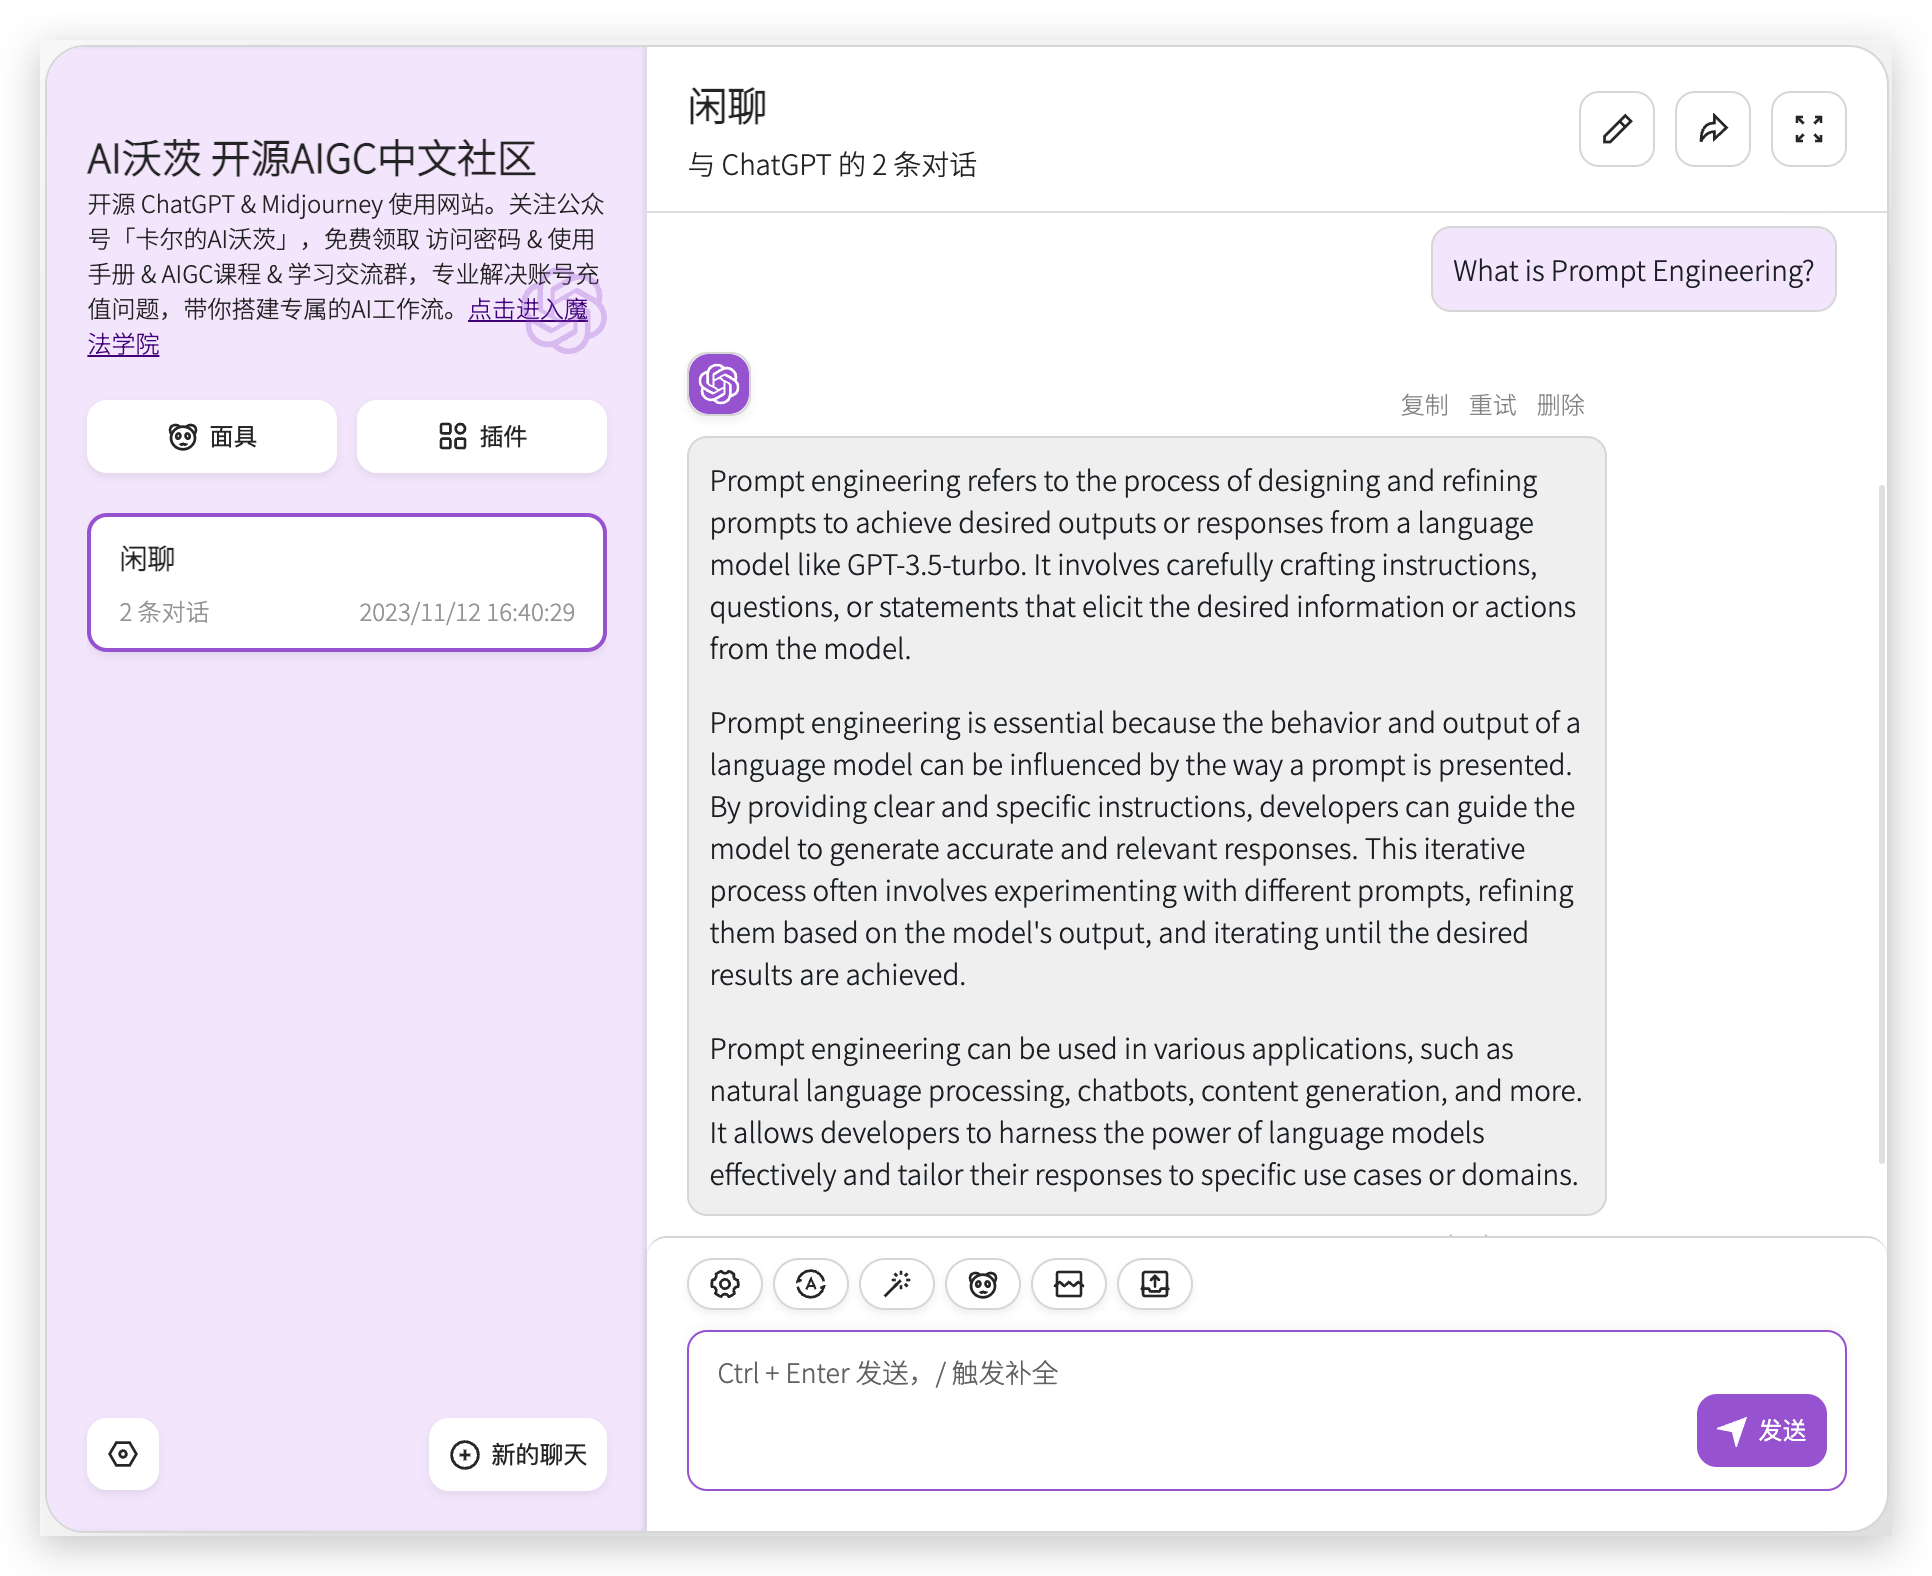 AI沃茨 开源AIGC中文社区
开源 ChatGPT & Midjourney 使用网站。关注公众
号「卡尔的AI沃茨」，免费领取 访问密码 & 使用
手册 & AIGC课程 & 学习交流群，专业解决账号充
值问题，带你搭建专属的AI工作流。点击进入魔
法学院
面具
插件
闲聊
2 条对话
2023/11/12 16:40:29
新的聊天
闲聊
与 ChatGPT 的 2 条对话
What is Prompt Engineering?
复制 重试 删除
Prompt engineering refers to the process of designing and refining
prompts to achieve desired outputs or responses from a language
model like GPT-3.5-turbo. It involves carefully crafting instructions,
questions, or statements that elicit the desired information or actions
from the model.
Prompt engineering is essential because the behavior and output of a
language model can be influenced by the way a prompt is presented.
By providing clear and specific instructions, developers can guide the
model to generate accurate and relevant responses. This iterative
process often involves experimenting with different prompts, refining
them based on the model's output, and iterating until the desired
results are achieved.
Prompt engineering can be used in various applications, such as
natural language processing, chatbots, content generation, and more.
It allows developers to harness the power of language models
effectively and tailor their responses to specific use cases or domains.
Ctrl + Enter 发送，/ 触发补全
发送